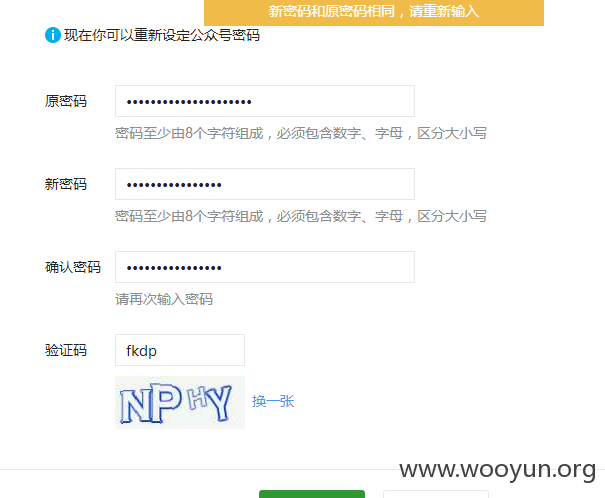 新密码和原密码相同，请重新输入
现在你可以重新设定公众号密码
原密码 •••••••••••••••••••••
密码至少由8个字符组成，必须包含数字、字母，区分大小写
新密码 ••••••••••••••••
密码至少由8个字符组成，必须包含数字、字母，区分大小写
确认密码 ••••••••••••••••
请再次输入密码
验证码 fkdp
NPHY 换一张
www.wooyun.org